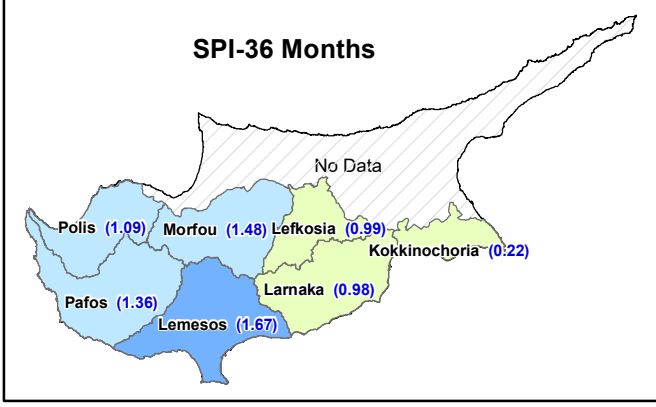 SPI-36 Months
No Data
Polis (1.09)
Morfou (1.48)
Lefkosia (0.99)
Kokkinochoria (0.22)
Pafos (1.36)
Larnaka (0.98)
Lemesos (1.67)